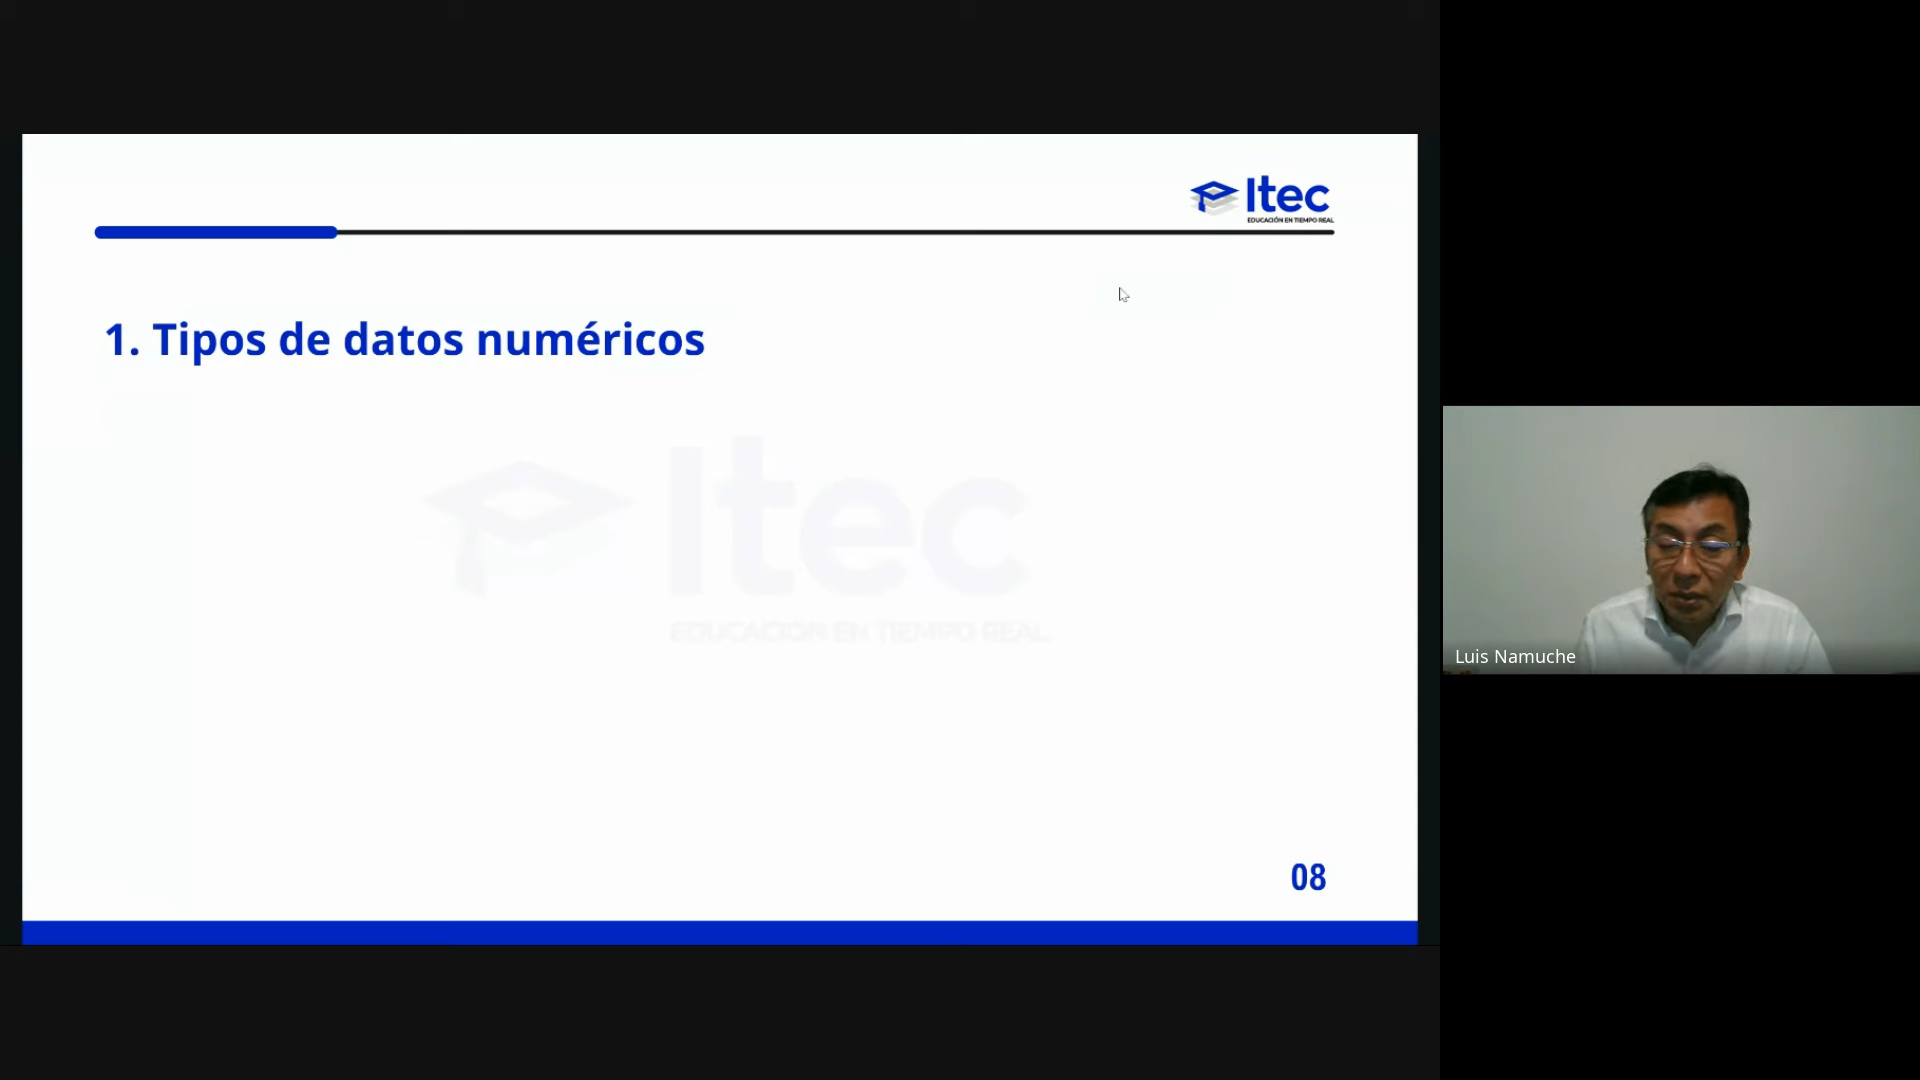 Itec
EDUCACIÓN EN TIEMPO REAL
1. Tipos de datos numéricos
Itec
EDUCACIÓN EN TIEMPO REAL
Luis Namuche
08